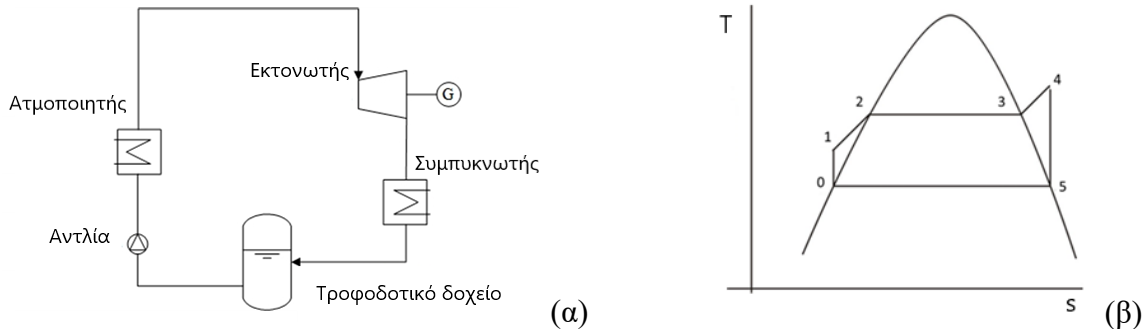 Εκτονωτής
G
Ατμοποιητής
Συμπυκνωτής
Αντλία
Τροφοδοτικό δοχείο
(α)
T
4
2
3
1
0
5
s
(β)